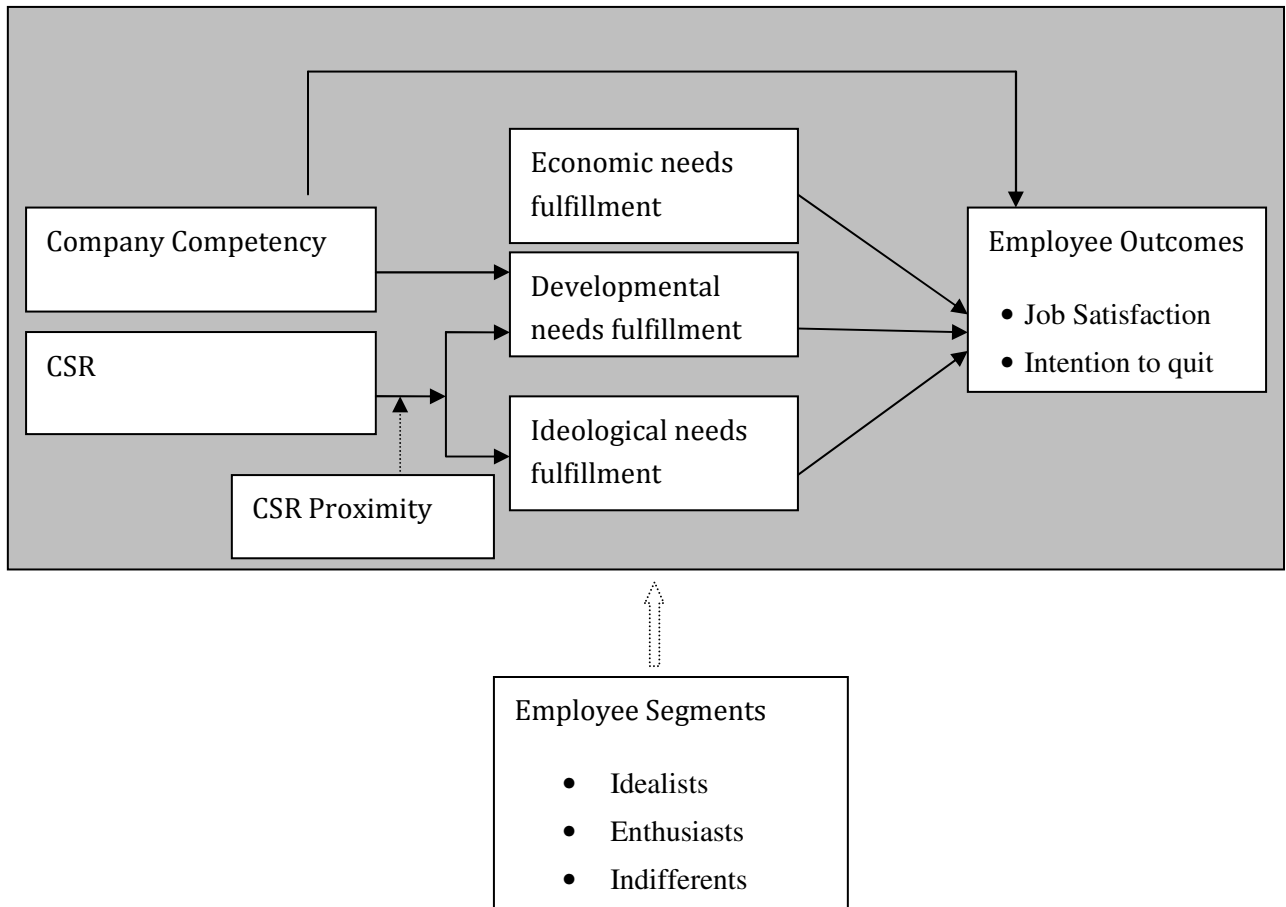 Economic needs
fulfillment
Company Competency
Employee Outcomes
• Job Satisfaction
• Intention to quit
Developmental
needs fulfillment
CSR
Ideological needs
fulfillment
CSR Proximity
Employee Segments
• Idealists
• Enthusiasts
• Indifferents